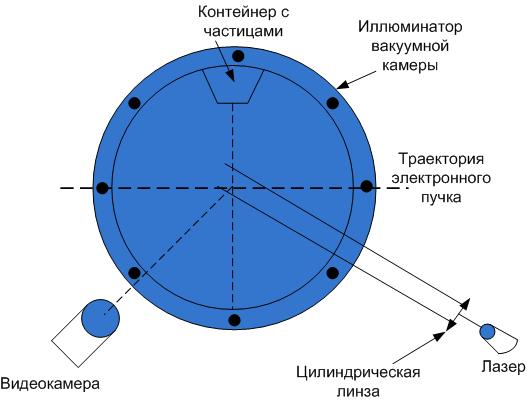 Контейнер с
частицами
Иллюминатор
вакуумной
камеры
Траектория
электронного
пучка
Видеокамера
Цилиндрическая
линза
Лазер